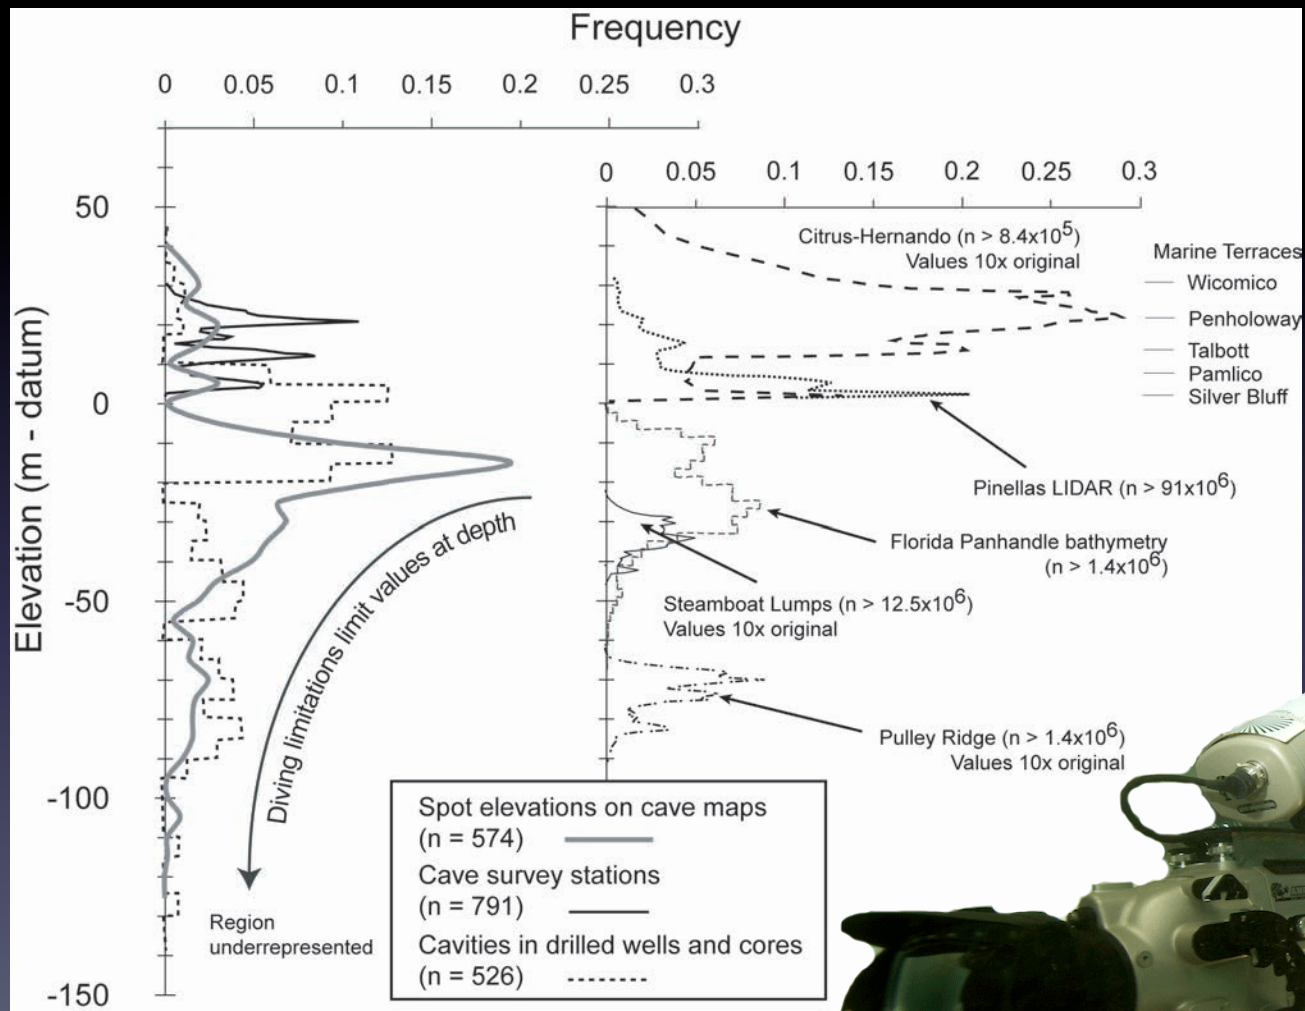 Frequency
0 0.05 0.1 0.15 0.2 0.25 0.3
0 0.05 0.1 0.15 0.2 0.25 0.3
50
0
-50
-100
-150
Elevation (m - datum)
Citrus-Hernando (n > 8.4x10⁵)
Values 10x original
Marine Terraces
Wicomico
Penholoway
Talbott
Pamlico
Silver Bluff
Pinellas LIDAR (n > 91x10⁶)
Florida Panhandle bathymetry
(n > 1.4x10⁶)
Steamboat Lumps (n > 12.5x10⁶)
Values 10x original
Pulley Ridge (n > 1.4x10⁶)
Values 10x original
Diving limitations limit values at depth
Region
underrepresented
Spot elevations on cave maps
(n = 574)
Cave survey stations
(n = 791)
Cavities in drilled wells and cores
(n = 526)